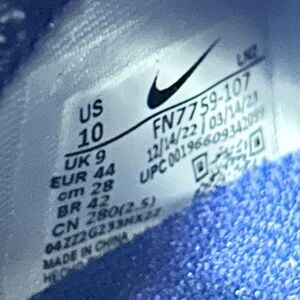 US
10
LN2
FN7759-107
12/14/22 / 03/14/23
UPC
UK 9
EUR 44
cm 28
BR 42
CN 280(2.5)
MADE IN CHINA